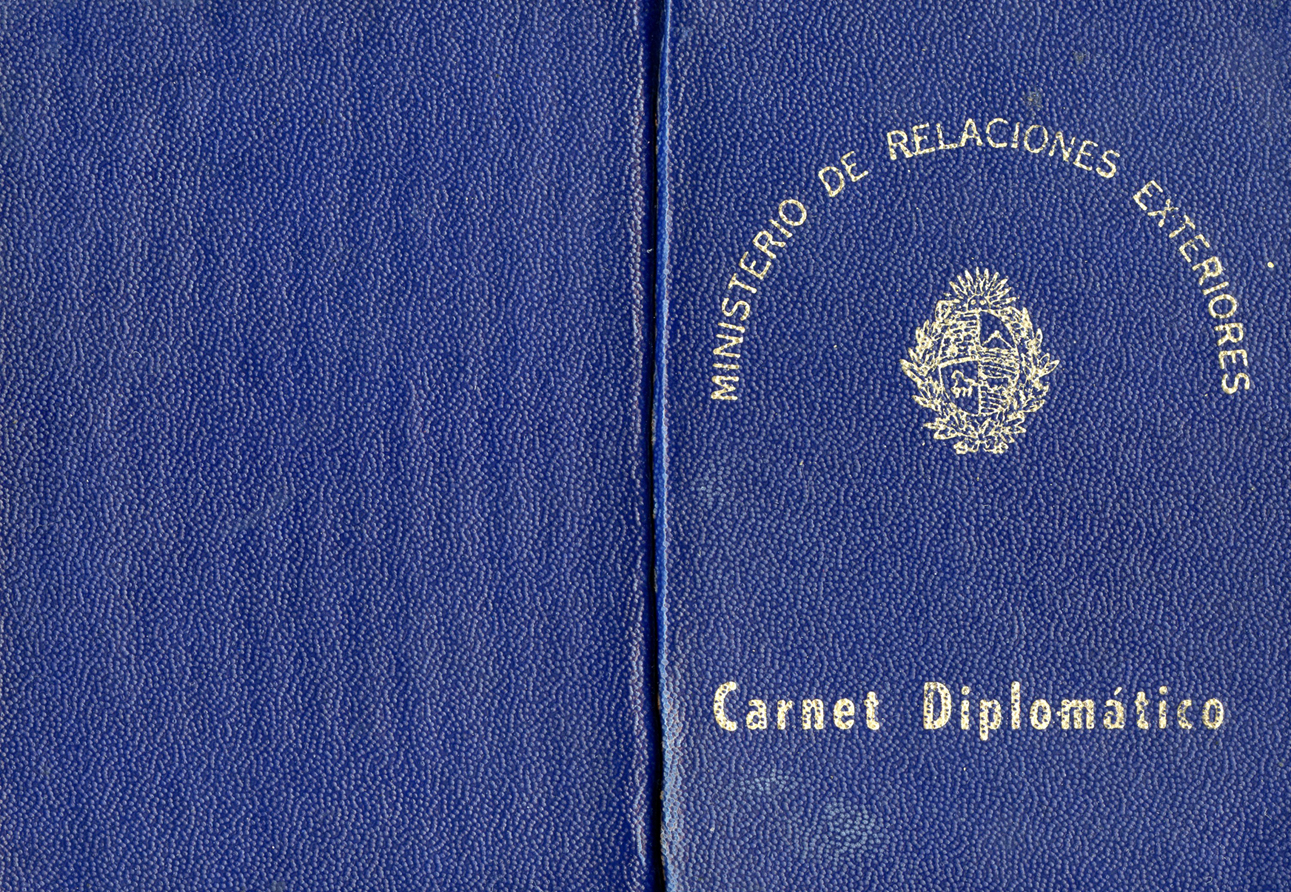 MINISTERIO DE RELACIONES EXTERIORES
Carnet Diplomático